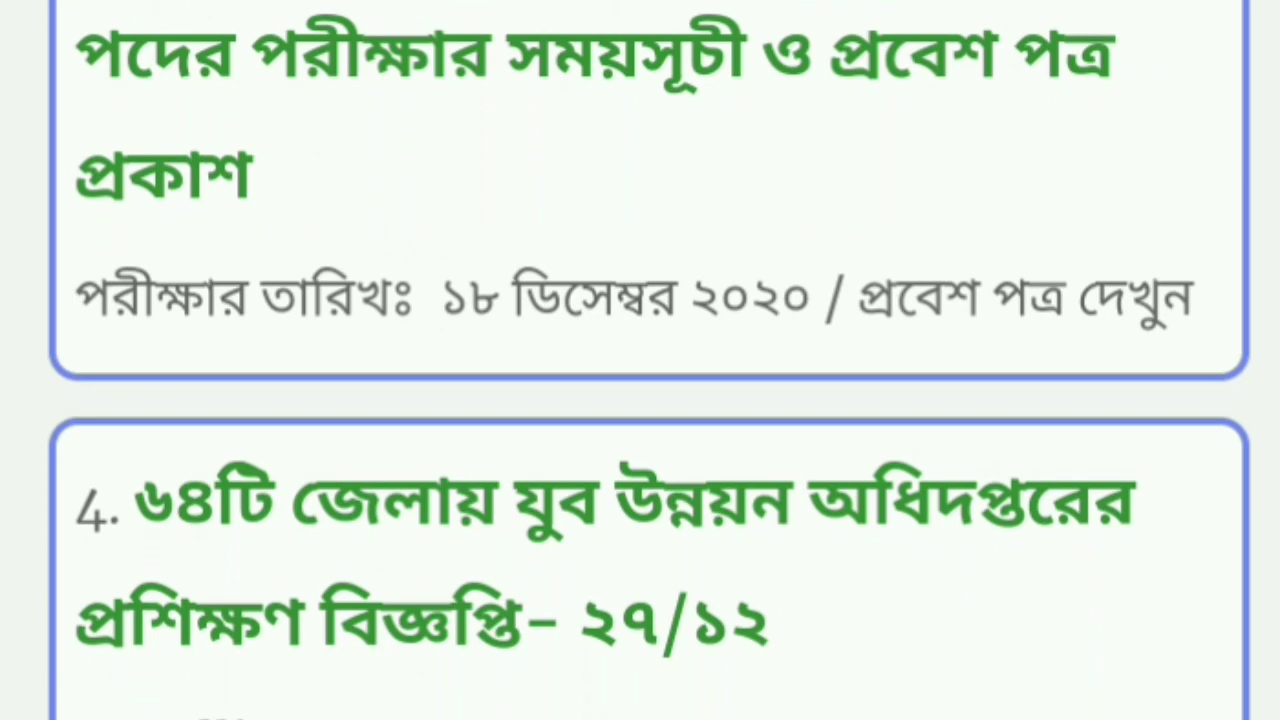 পদের পরীক্ষার সময়সূচী ও প্রবেশ পত্র
প্রকাশ
পরীক্ষার তারিখঃ ১৮ ডিসেম্বর ২০২০ / প্রবেশ পত্র দেখুন
4. ৬৪টি জেলায় যুব উন্নয়ন অধিদপ্তরের
প্রশিক্ষণ বিজ্ঞপ্তি– ২৭/১২